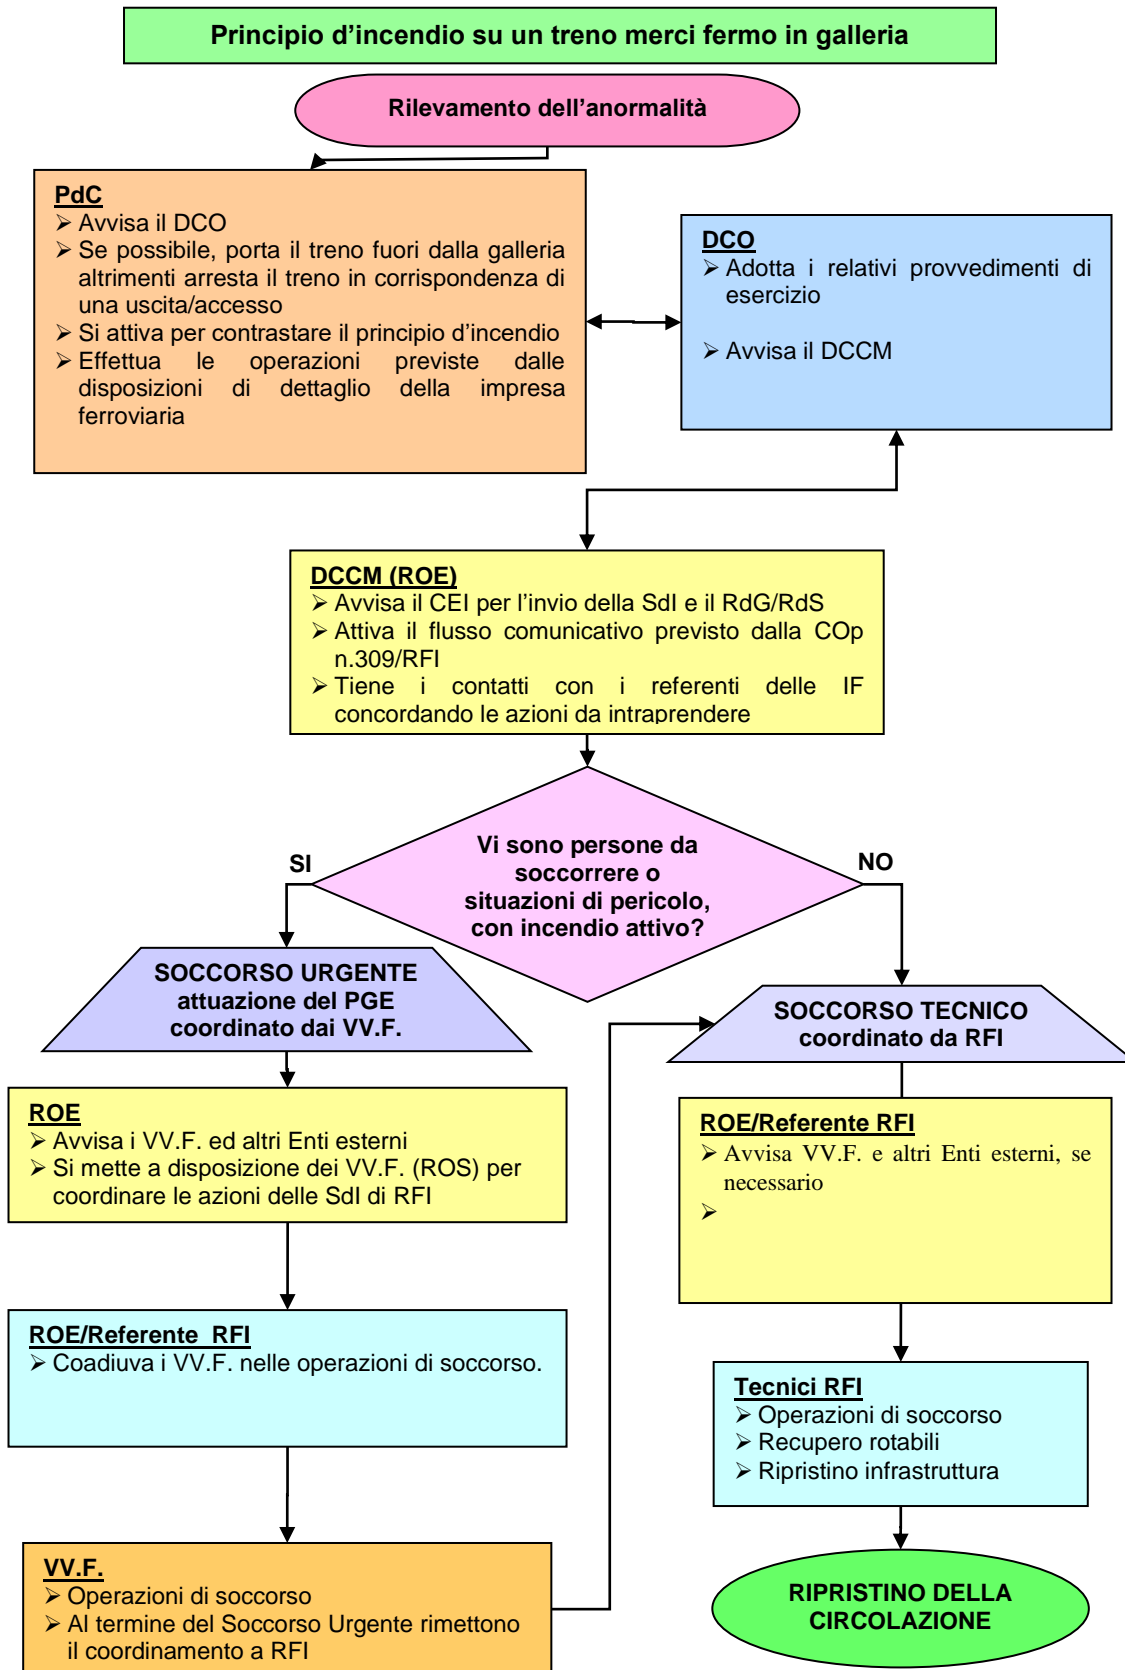 Principio d'incendio su un treno merci fermo in galleria
Rilevamento dell'anormalità
PdC
➢ Avvisa il DCO
➢ Se possibile, porta il treno fuori dalla galleria
altrimenti arresta il treno in corrispondenza di
una uscita/accesso
➢ Si attiva per contrastare il principio d'incendio
➢ Effettua le operazioni previste dalle
disposizioni di dettaglio della impresa
ferroviaria
DCO
➢ Adotta i relativi provvedimenti di
esercizio
➢ Avvisa il DCCM
DCCM (ROE)
➢ Avvisa il CEI per l'invio della SdI e il RdG/RdS
➢ Attiva il flusso comunicativo previsto dalla COp
n.309/RFI
➢ Tiene i contatti con i referenti delle IF
concordando le azioni da intraprendere
Vi sono persone da
soccorrere o
situazioni di pericolo,
con incendio attivo?
SI
NO
SOCCORSO URGENTE
attuazione del PGE
coordinato dai VV.F.
SOCCORSO TECNICO
coordinato da RFI
ROE
➢ Avvisa i VV.F. ed altri Enti esterni
➢ Si mette a disposizione dei VV.F. (ROS) per
coordinare le azioni delle SdI di RFI
ROE/Referente RFI
➢ Avvisa VV.F. e altri Enti esterni, se
necessario
➢
ROE/Referente RFI
➢ Coadiuva i VV.F. nelle operazioni di soccorso.
Tecnici RFI
➢ Operazioni di soccorso
➢ Recupero rotabili
➢ Ripristino infrastruttura
VV.F.
➢ Operazioni di soccorso
➢ Al termine del Soccorso Urgente rimettono
il coordinamento a RFI
RIPRISTINO DELLA
CIRCOLAZIONE